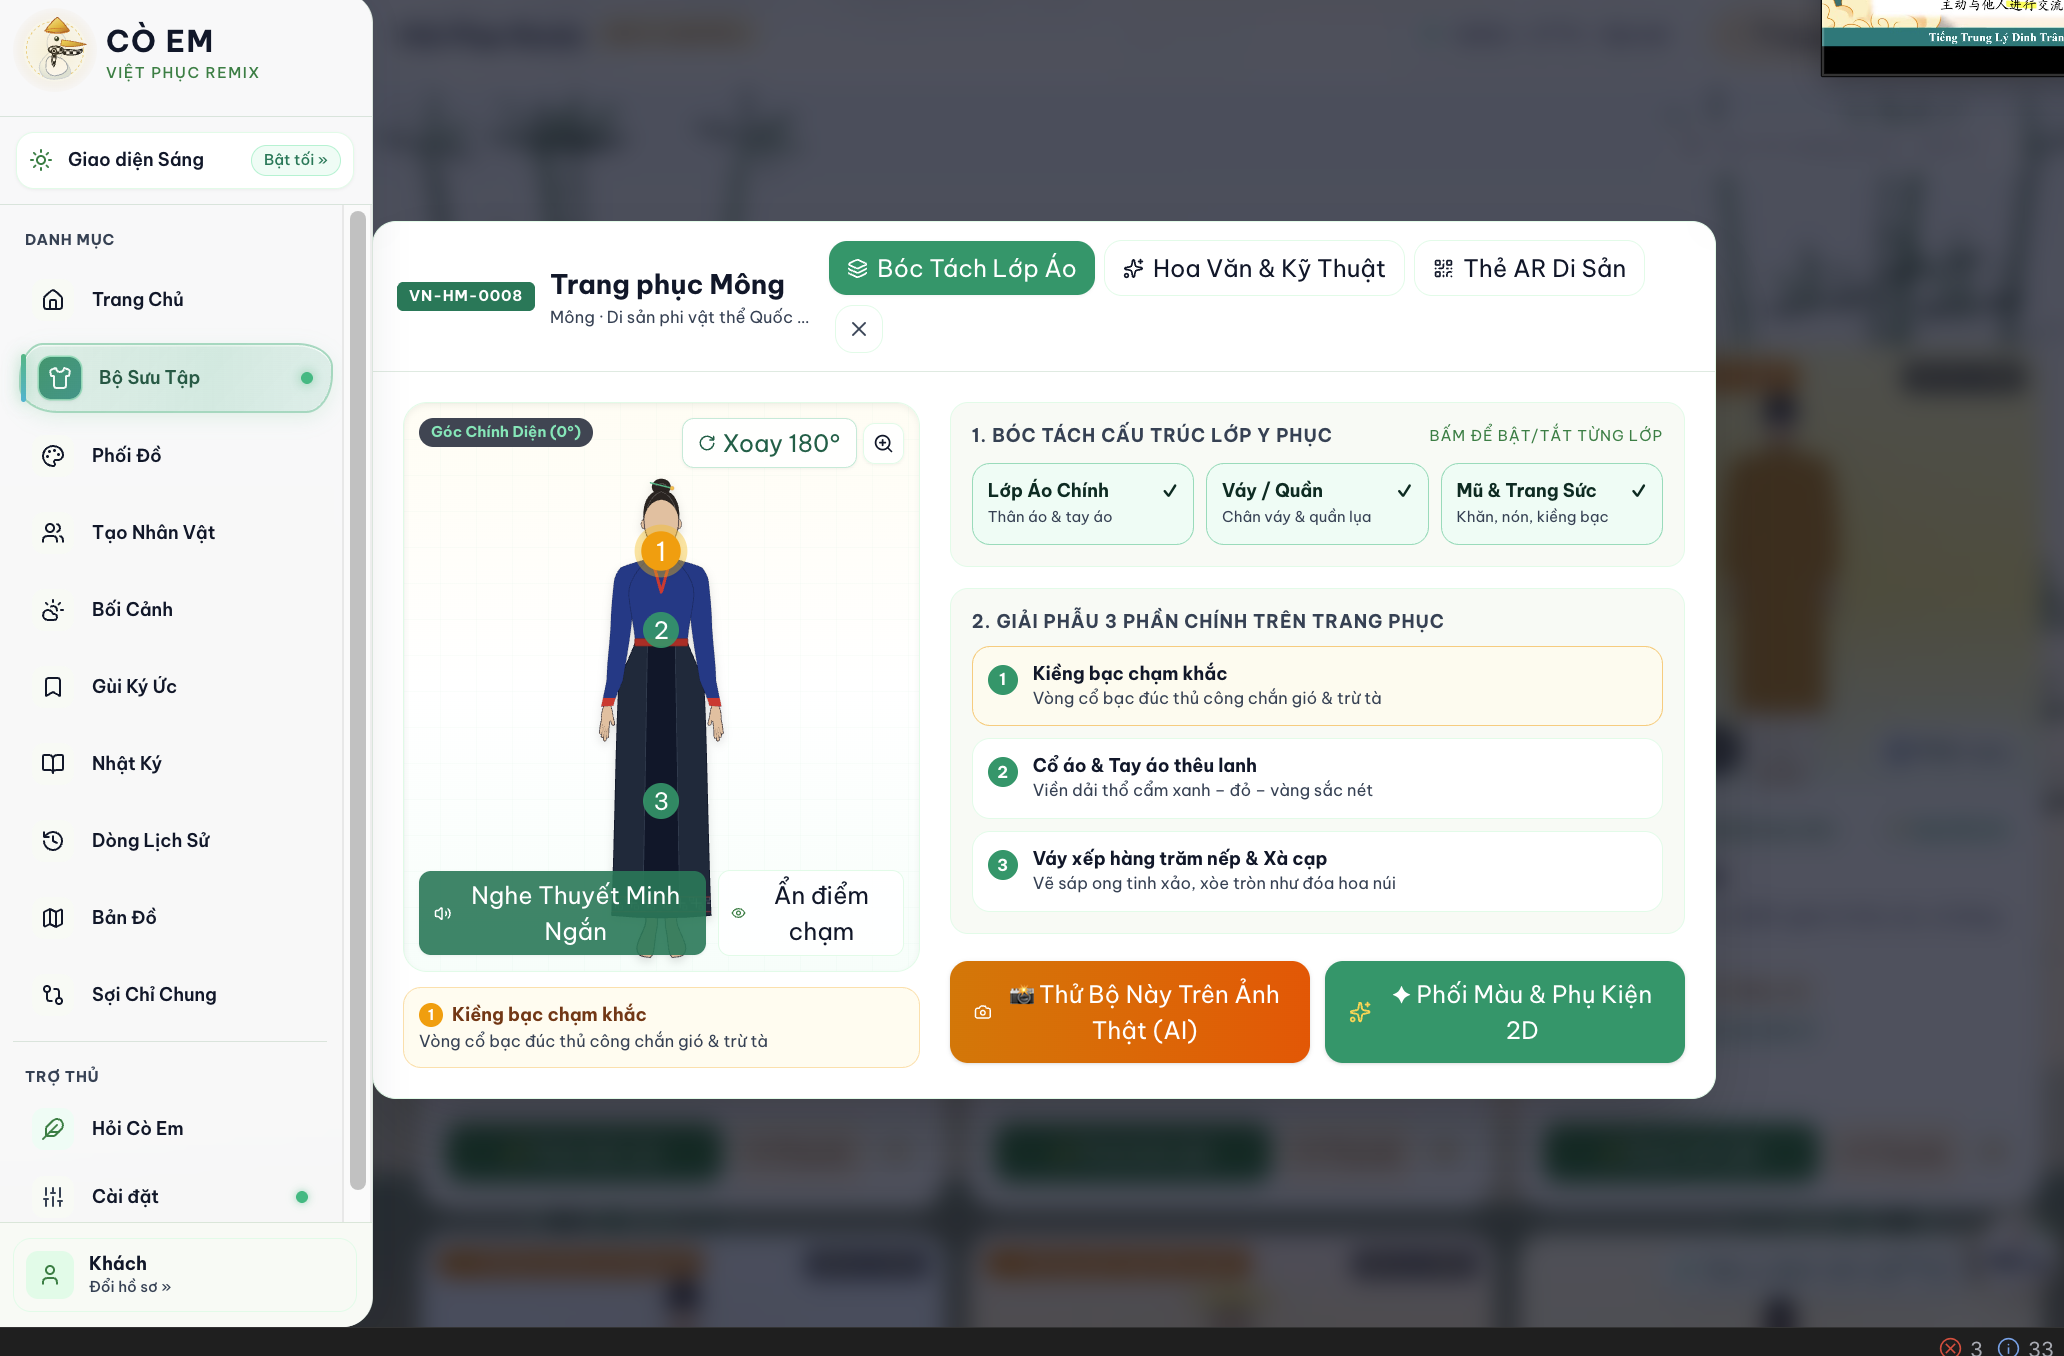 CÒ EM
VIỆT PHỤC REMIX
Giao diện Sáng
Bật tối »
DANH MỤC
Trang Chủ
Bộ Sưu Tập
Phối Đồ
Tạo Nhân Vật
Bối Cảnh
Gùi Ký Ức
Nhật Ký
Dòng Lịch Sử
Bản Đồ
Sợi Chỉ Chung
TRỢ THỦ
Hỏi Cò Em
Cài đặt
Khách
Đổi hồ sơ »
VN-HM-0008
Trang phục Mông
Mông · Di sản phi vật thể Quốc ...
Bóc Tách Lớp Áo
Hoa Văn & Kỹ Thuật
Thẻ AR Di Sản
Góc Chính Diện (0°)
Xoay 180°
1
2
3
Nghe Thuyết Minh
Ngắn
Ẩn điểm
chạm
1 Kiềng bạc chạm khắc
Vòng cổ bạc đúc thủ công chắn gió & trừ tà
1. BÓC TÁCH CẤU TRÚC LỚP Y PHỤC
BẤM ĐỂ BẬT/TẮT TỪNG LỚP
Lớp Áo Chính
Thân áo & tay áo
Váy / Quần
Chân váy & quần lụa
Mũ & Trang Sức
Khăn, nón, kiềng bạc
2. GIẢI PHẪU 3 PHẦN CHÍNH TRÊN TRANG PHỤC
1 Kiềng bạc chạm khắc
Vòng cổ bạc đúc thủ công chắn gió & trừ tà
2 Cổ áo & Tay áo thêu lanh
Viền dải thổ cẩm xanh – đỏ – vàng sắc nét
3 Váy xếp hàng trăm nếp & Xà cạp
Vẽ sáp ong tinh xảo, xòe tròn như đóa hoa núi
📸 Thử Bộ Này Trên Ảnh
Thật (AI)
✦ Phối Màu & Phụ Kiện
2D
主动与他人进行交流
Tiếng Trung Lý Dinh Trân
3 33